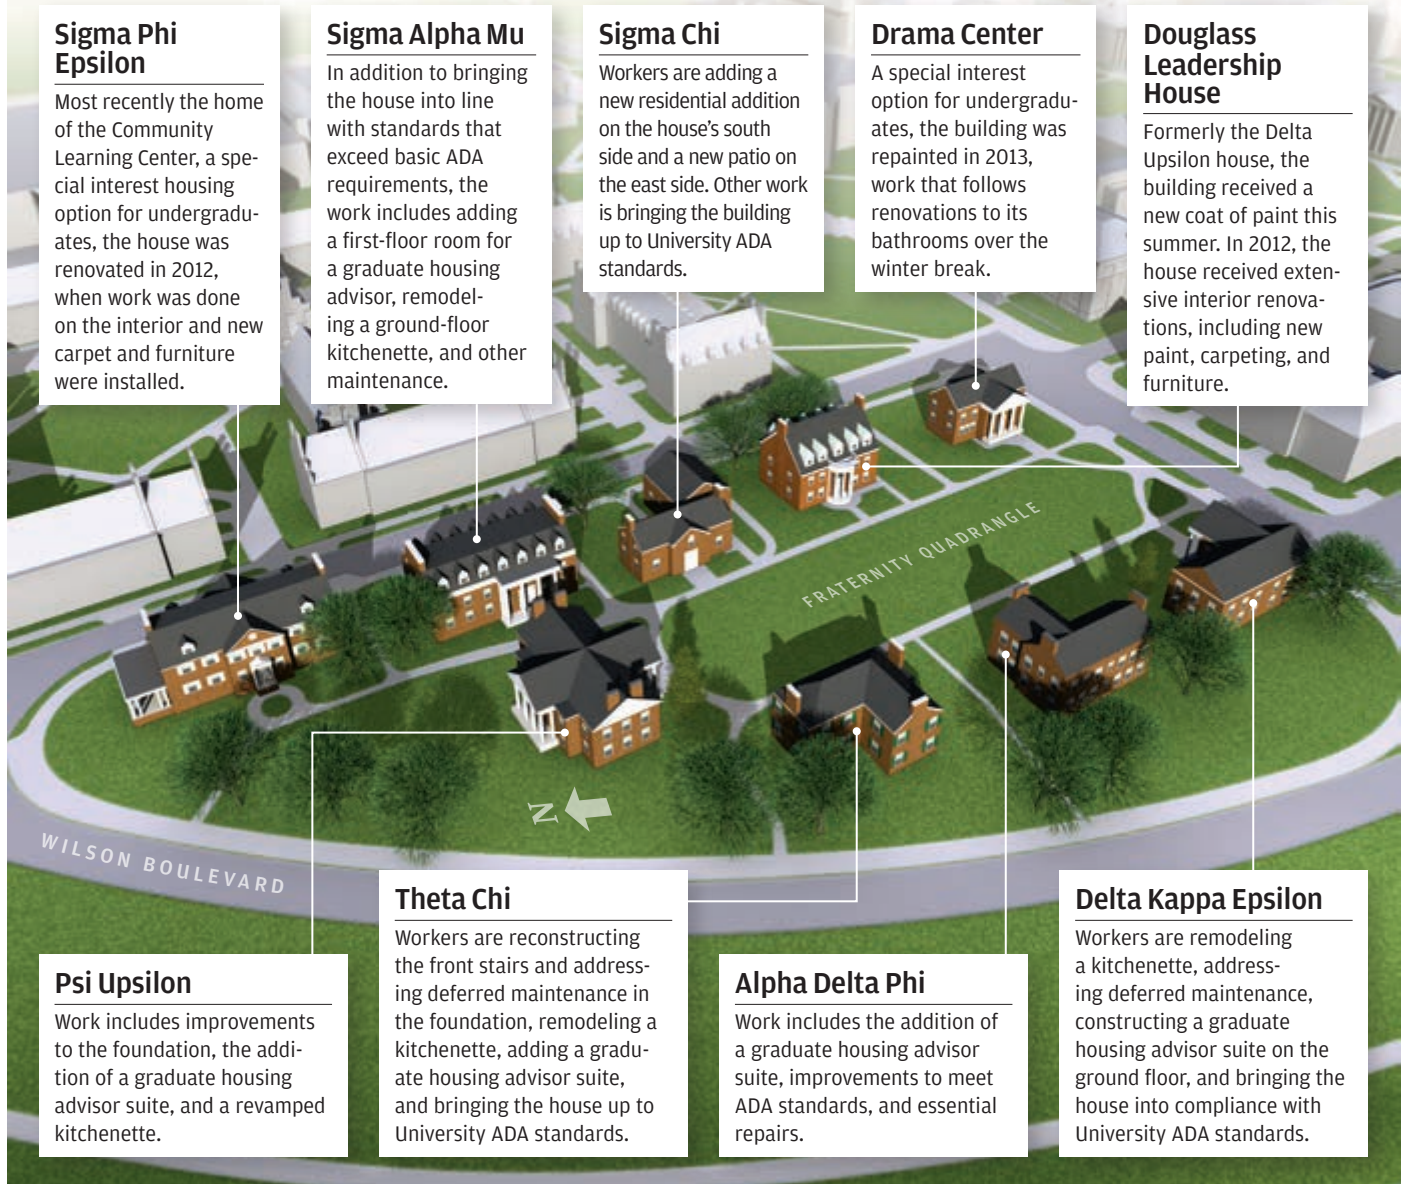 Sigma Phi
Epsilon
Most recently the home
of the Community
Learning Center, a spe-
cial interest housing
option for undergradu-
ates, the house was
renovated in 2012,
when work was done
on the interior and new
carpet and furniture
were installed.
Sigma Alpha Mu
In addition to bringing
the house into line
with standards that
exceed basic ADA
requirements, the
work includes adding
a first-floor room for
a graduate housing
advisor, remodel-
ing a ground-floor
kitchenette, and other
maintenance.
Sigma Chi
Workers are adding a
new residential addition
on the house's south
side and a new patio on
the east side. Other work
is bringing the building
up to University ADA
standards.
Drama Center
A special interest
option for undergradu-
ates, the building was
repainted in 2013,
work that follows
renovations to its
bathrooms over the
winter break.
Douglass
Leadership
House
Formerly the Delta
Upsilon house, the
building received a
new coat of paint this
summer. In 2012, the
house received exten-
sive interior renova-
tions, including new
paint, carpeting, and
furniture.
FRATERNITY QUADRANGLE
N
WILSON BOULEVARD
Psi Upsilon
Work includes improvements
to the foundation, the addi-
tion of a graduate housing
advisor suite, and a revamped
kitchenette.
Theta Chi
Workers are reconstructing
the front stairs and address-
ing deferred maintenance in
the foundation, remodeling a
kitchenette, adding a gradu-
ate housing advisor suite,
and bringing the house up to
University ADA standards.
Alpha Delta Phi
Work includes the addition of
a graduate housing advisor
suite, improvements to meet
ADA standards, and essential
repairs.
Delta Kappa Epsilon
Workers are remodeling
a kitchenette, address-
ing deferred maintenance,
constructing a graduate
housing advisor suite on the
ground floor, and bringing the
house into compliance with
University ADA standards.